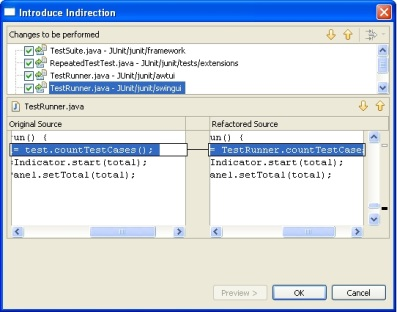 Introduce Indirection
Changes to be performed
TestSuite.java - JUnit/junit/framework
RepeatedTestTest.java - JUnit/junit/tests/extensions
TestRunner.java - JUnit/junit/awtui
TestRunner.java - JUnit/junit/swingui
TestRunner.java
Original Source
Refactored Source
un() {
un() {
= test.countTestCases();
= TestRunner.countTestCase
Indicator.start(total);
Indicator.start(total);
anel.setTotal(total);
anel.setTotal(total);
Preview >
OK
Cancel